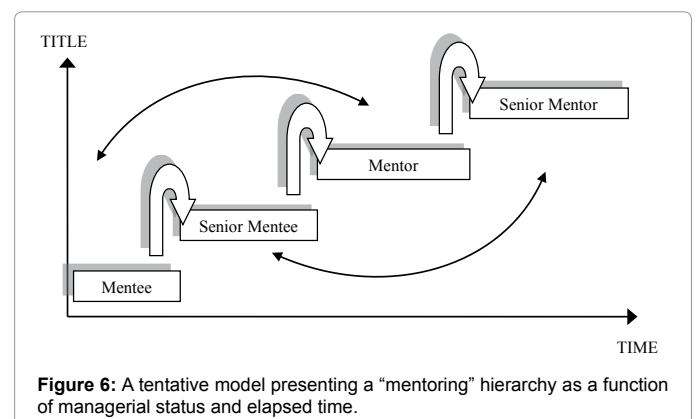 TITLE
Senior Mentor
Mentor
Senior Mentee
Mentee
TIME
Figure 6: A tentative model presenting a “mentoring” hierarchy as a function
of managerial status and elapsed time.